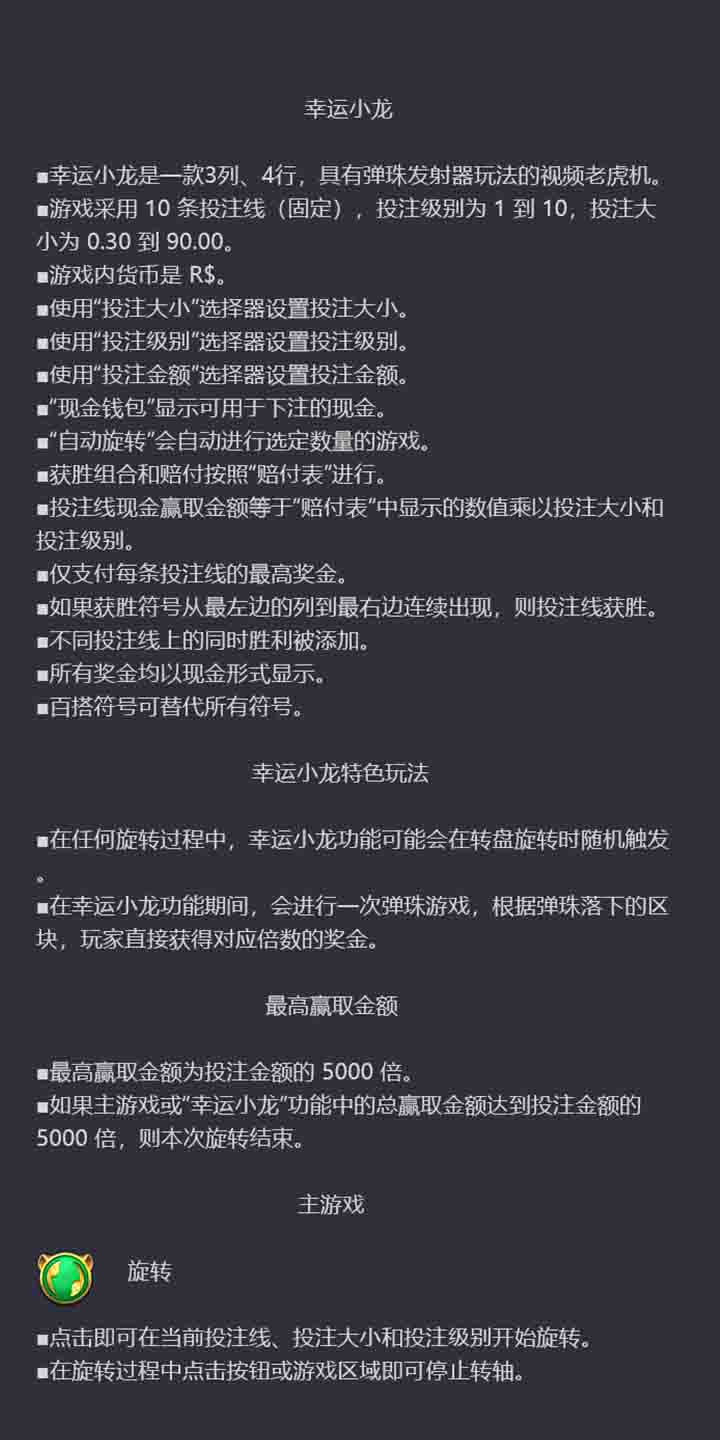 幸运小龙
■幸运小龙是一款3列、4行，具有弹珠发射器玩法的视频老虎机。
■游戏采用 10 条投注线（固定），投注级别为 1 到 10，投注大
小为 0.30 到 90.00。
■游戏内货币是 R$。
■使用“投注大小”选择器设置投注大小。
■使用“投注级别”选择器设置投注级别。
■使用“投注金额”选择器设置投注金额。
■“现金钱包”显示可用于下注的现金。
■“自动旋转”会自动进行选定数量的游戏。
■获胜组合和赔付按照“赔付表“进行。
■投注线现金赢取金额等于“赔付表“中显示的数值乘以投注大小和
投注级别。
■仅支付每条投注线的最高奖金。
■如果获胜符号从最左边的列到最右边连续出现，则投注线获胜。
■不同投注线上的同时胜利被添加。
■所有奖金均以现金形式显示。
■百搭符号可替代所有符号。
幸运小龙特色玩法
■在任何旋转过程中，幸运小龙功能可能会在转盘旋转时随机触发
。
■在幸运小龙功能期间，会进行一次弹珠游戏，根据弹珠落下的区
块，玩家直接获得对应倍数的奖金。
最高赢取金额
■最高赢取金额为投注金额的 5000 倍。
■如果主游戏或“幸运小龙”功能中的总赢取金额达到投注金额的
5000 倍，则本次旋转结束。
主游戏
旋转
■点击即可在当前投注线、投注大小和投注级别开始旋转。
■在旋转过程中点击按钮或游戏区域即可停止转轴。